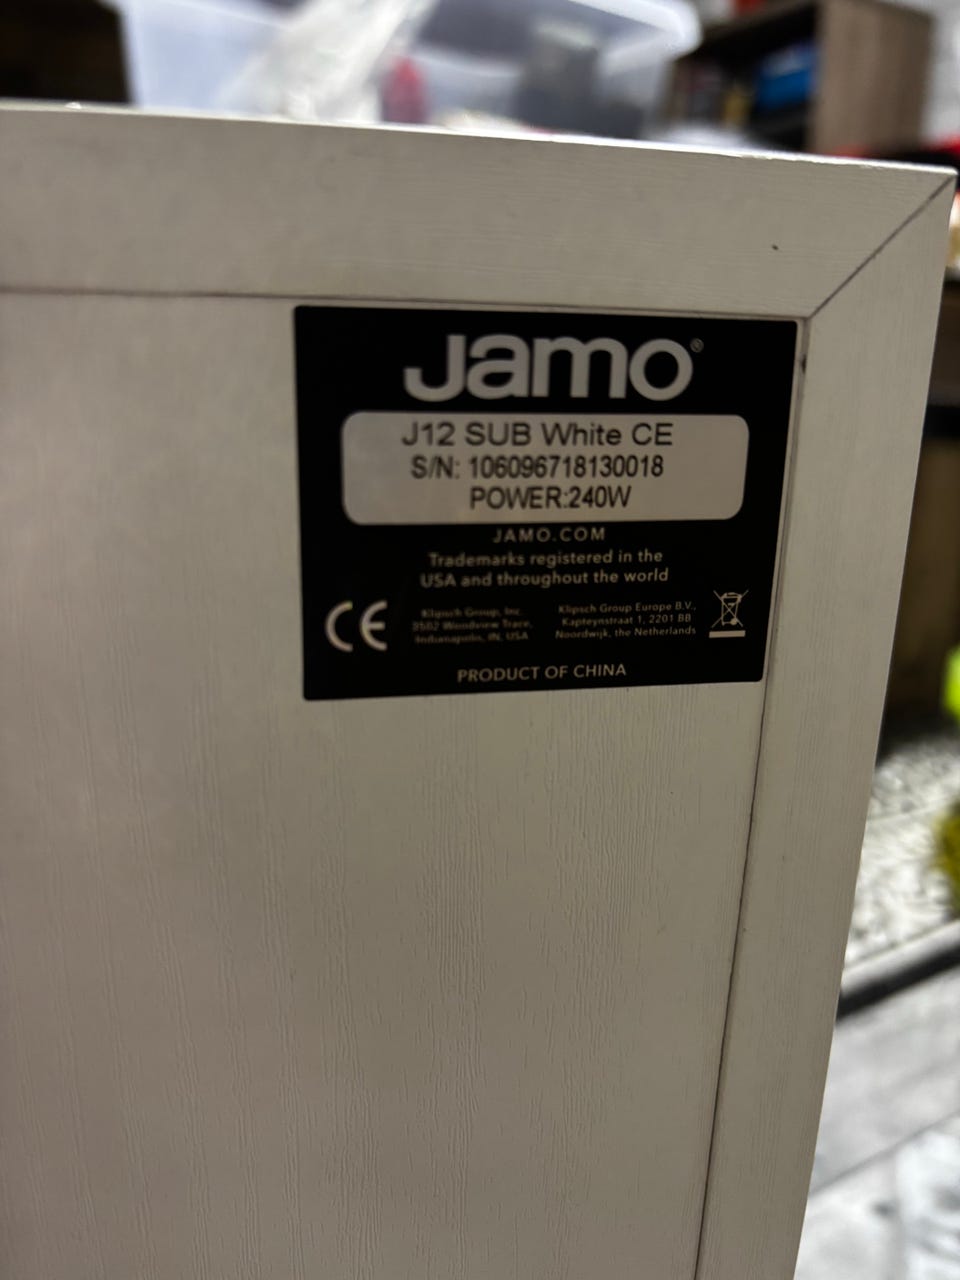 Jamo®
J12 SUB White CE
S/N: 106096718130018
POWER:240W
JAMO.COM
Trademarks registered in the
USA and throughout the world
CE
Klipsch Group, Inc.
3502 Woodview Trace,
Indianapolis, IN, USA
Klipsch Group Europe B.V.,
Kapteynstraat 1, 2201 BB
Noordwijk, the Netherlands
PRODUCT OF CHINA